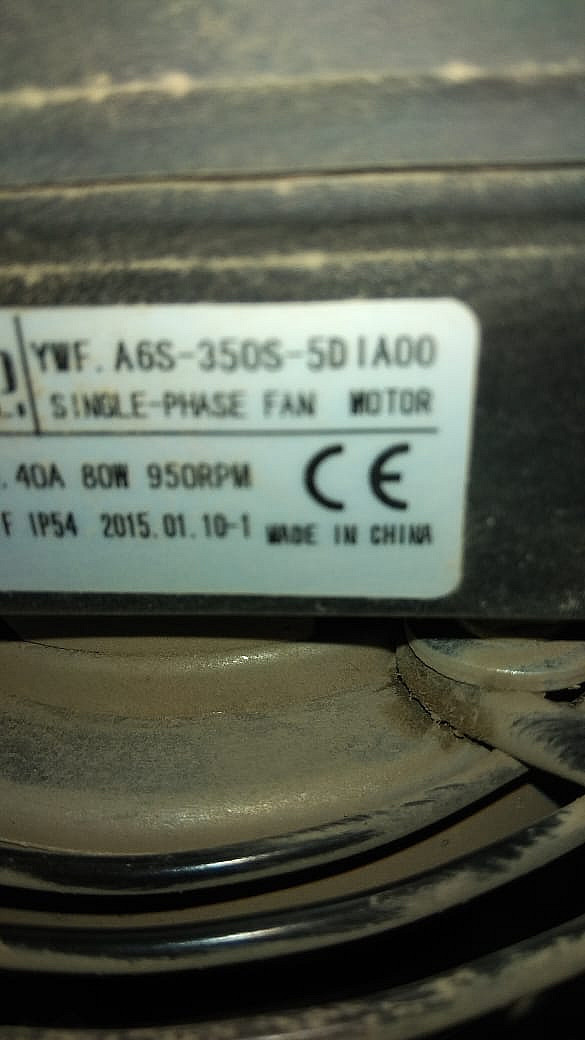 YWF.A6S-350S-5DIA00
SINGLE-PHASE FAN MOTOR
.40A 80W 950RPM
CE
F IP54 2015.01.10-1
MADE IN CHINA